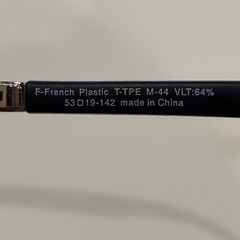 F-French Plastic T-TPE M-44 VLT:64%
53□19-142 made in China